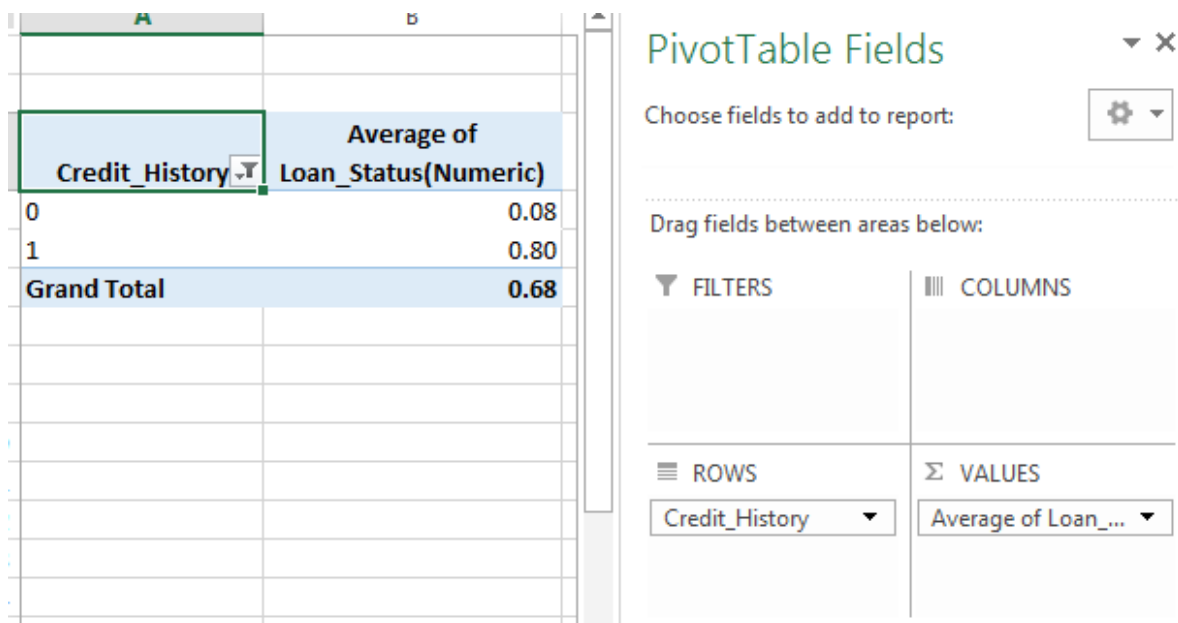 A B
Credit_History Average of
Loan_Status(Numeric)
0 0.08
1 0.80
Grand Total 0.68
PivotTable Fields
Choose fields to add to report:
Drag fields between areas below:
FILTERS
COLUMNS
ROWS
Σ VALUES
Credit_History
Average of Loan_...